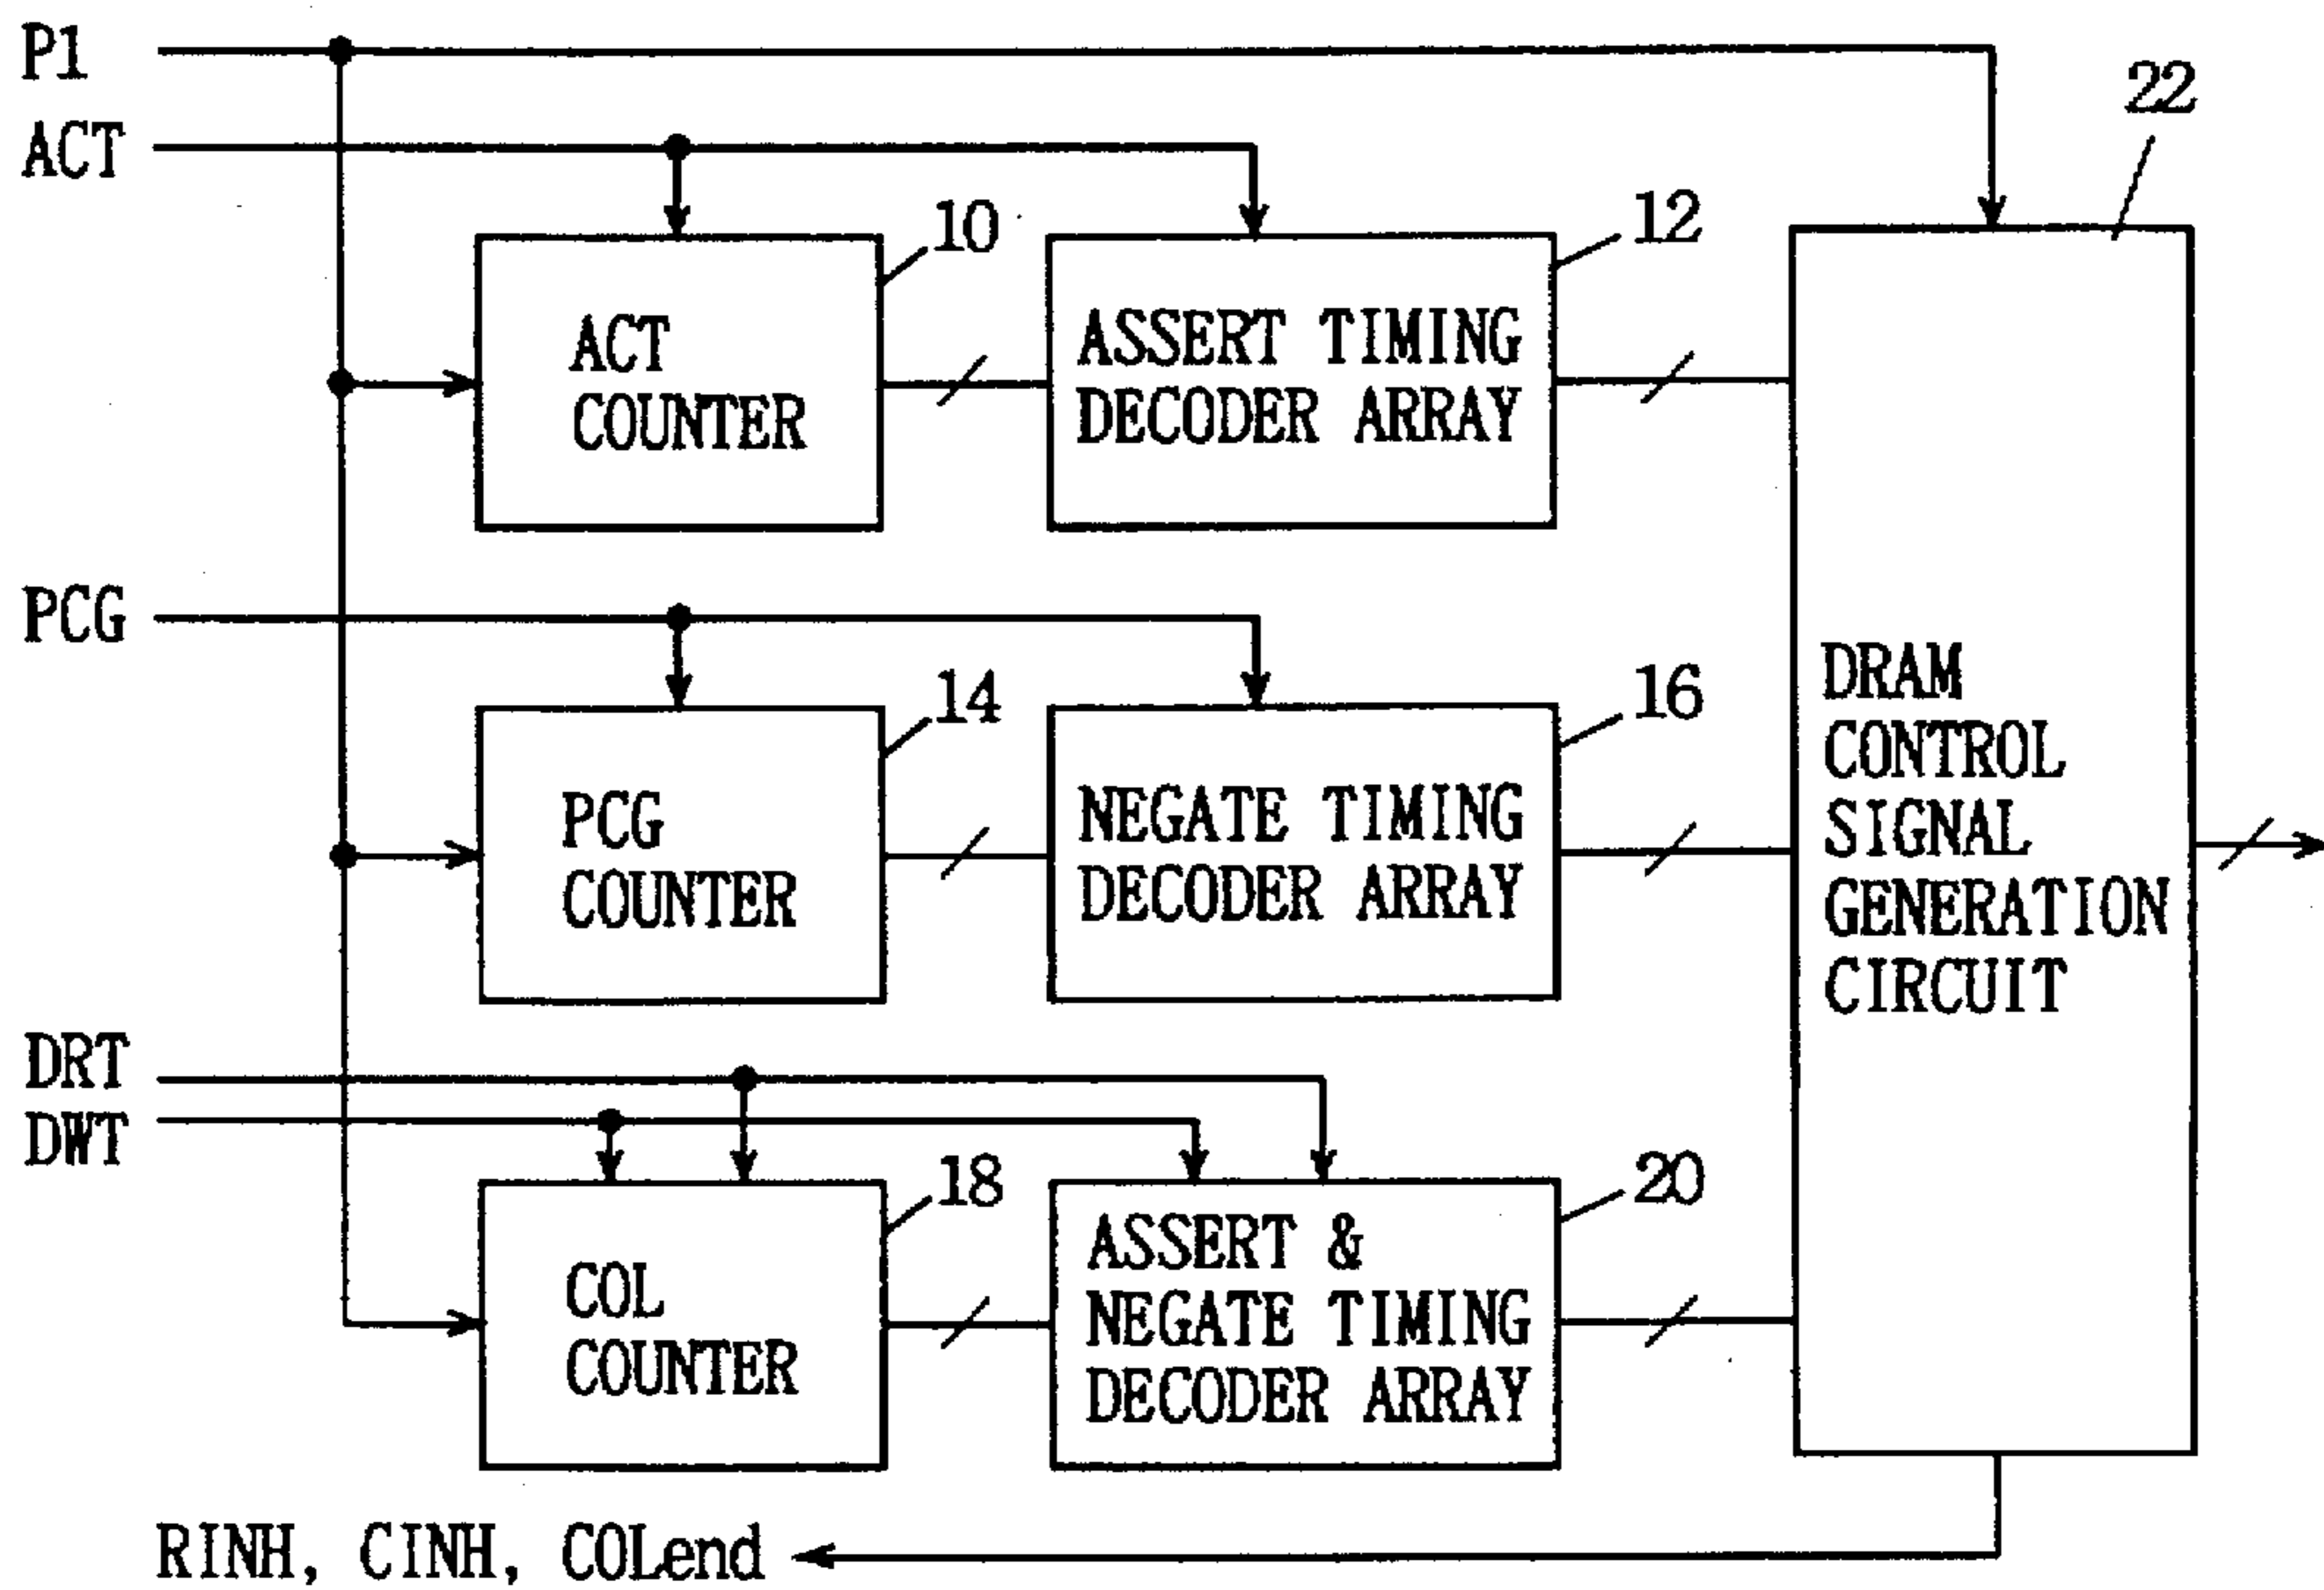 P1
ACT
22
10
12
ACT
COUNTER
ASSERT TIMING
DECODER ARRAY
PCG
14
16
PCG
COUNTER
NEGATE TIMING
DECODER ARRAY
DRAM
CONTROL
SIGNAL
GENERATION
CIRCUIT
DRT
DWT
18
20
COL
COUNTER
ASSERT &
NEGATE TIMING
DECODER ARRAY
RINH, CINH, COLend